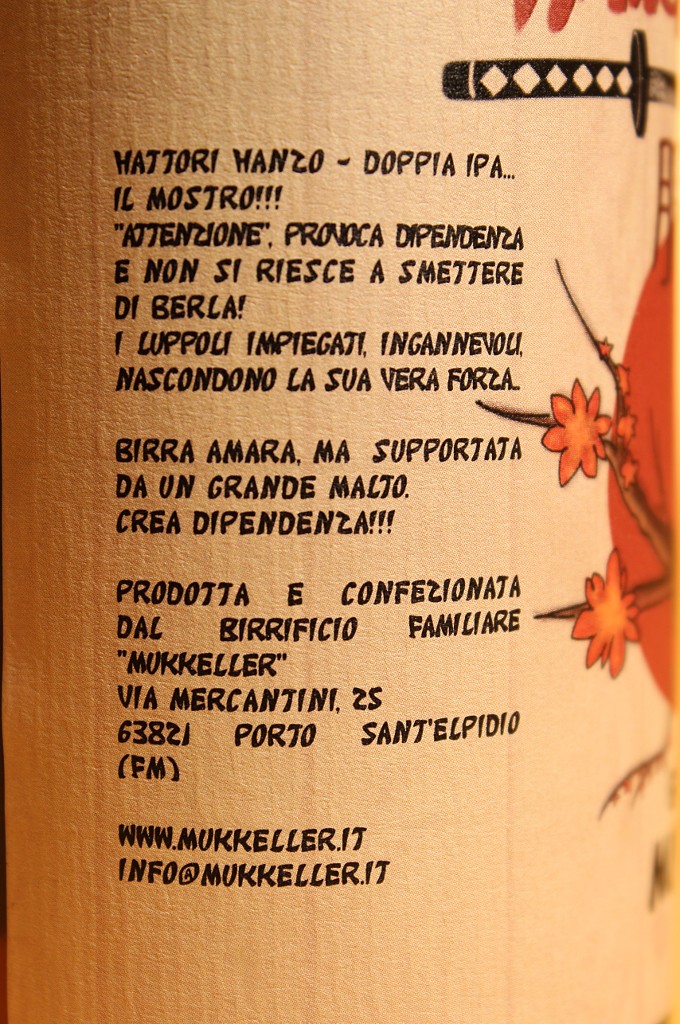 HATTORI HANZO - DOPPIA IPA...
IL MOSTRO!!!
"ATTENZIONE", PROVOCA DIPENDENZA
E NON SI RIESCE A SMETTERE
DI BERLA!
I LUPPOLI IMPIEGATI, INGANNEVOLI,
NASCONDONO LA SUA VERA FORZA..
BIRRA AMARA, MA SUPPORTATA
DA UN GRANDE MALTO.
CREA DIPENDENZA!!!
PRODOTTA E CONFEZIONATA
DAL BIRRIFICIO FAMILIARE
"MUKKELLER"
VIA MERCANTINI, 25
63821 PORTO SANT'ELPIDIO
(FM)
WWW.MUKKELLER.IT
INFO@MUKKELLER.IT